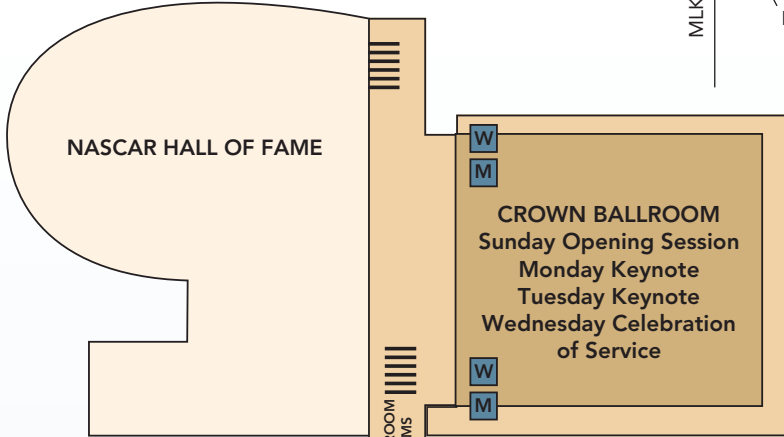 MLK
NASCAR HALL OF FAME
W
M
CROWN BALLROOM
Sunday Opening Session
Monday Keynote
Tuesday Keynote
Wednesday Celebration
of Service
W
M